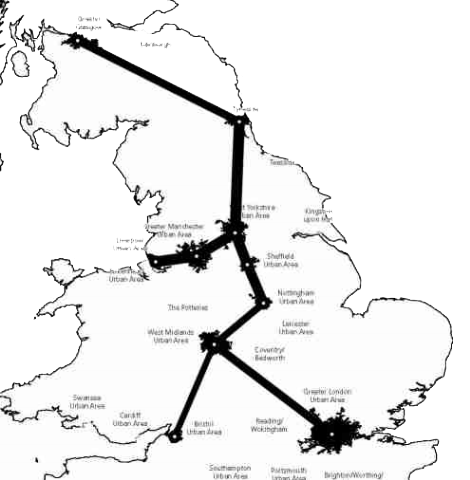 Greater
Glasgow
Edinburgh
Tyneside
Teesside
t Yorkshire
ban Area
Kingston
upon Hull
Greater Manchester
Urban Area
Liverpool
Urban Area
Sheffield
Urban Area
Urban Area
Nottingham
Urban Area
The Potteries
Leicester
Urban Area
West Midlands
Urban Area
Coventry/
Bedworth
Greater London
Urban Area
Swansea
Urban Area
Cardiff
Urban Area
Bristol
Urban Area
Reading/
Wokingham
Southampton
Urban Area
Portsmouth
Urban Area
Brighton/Worthing/